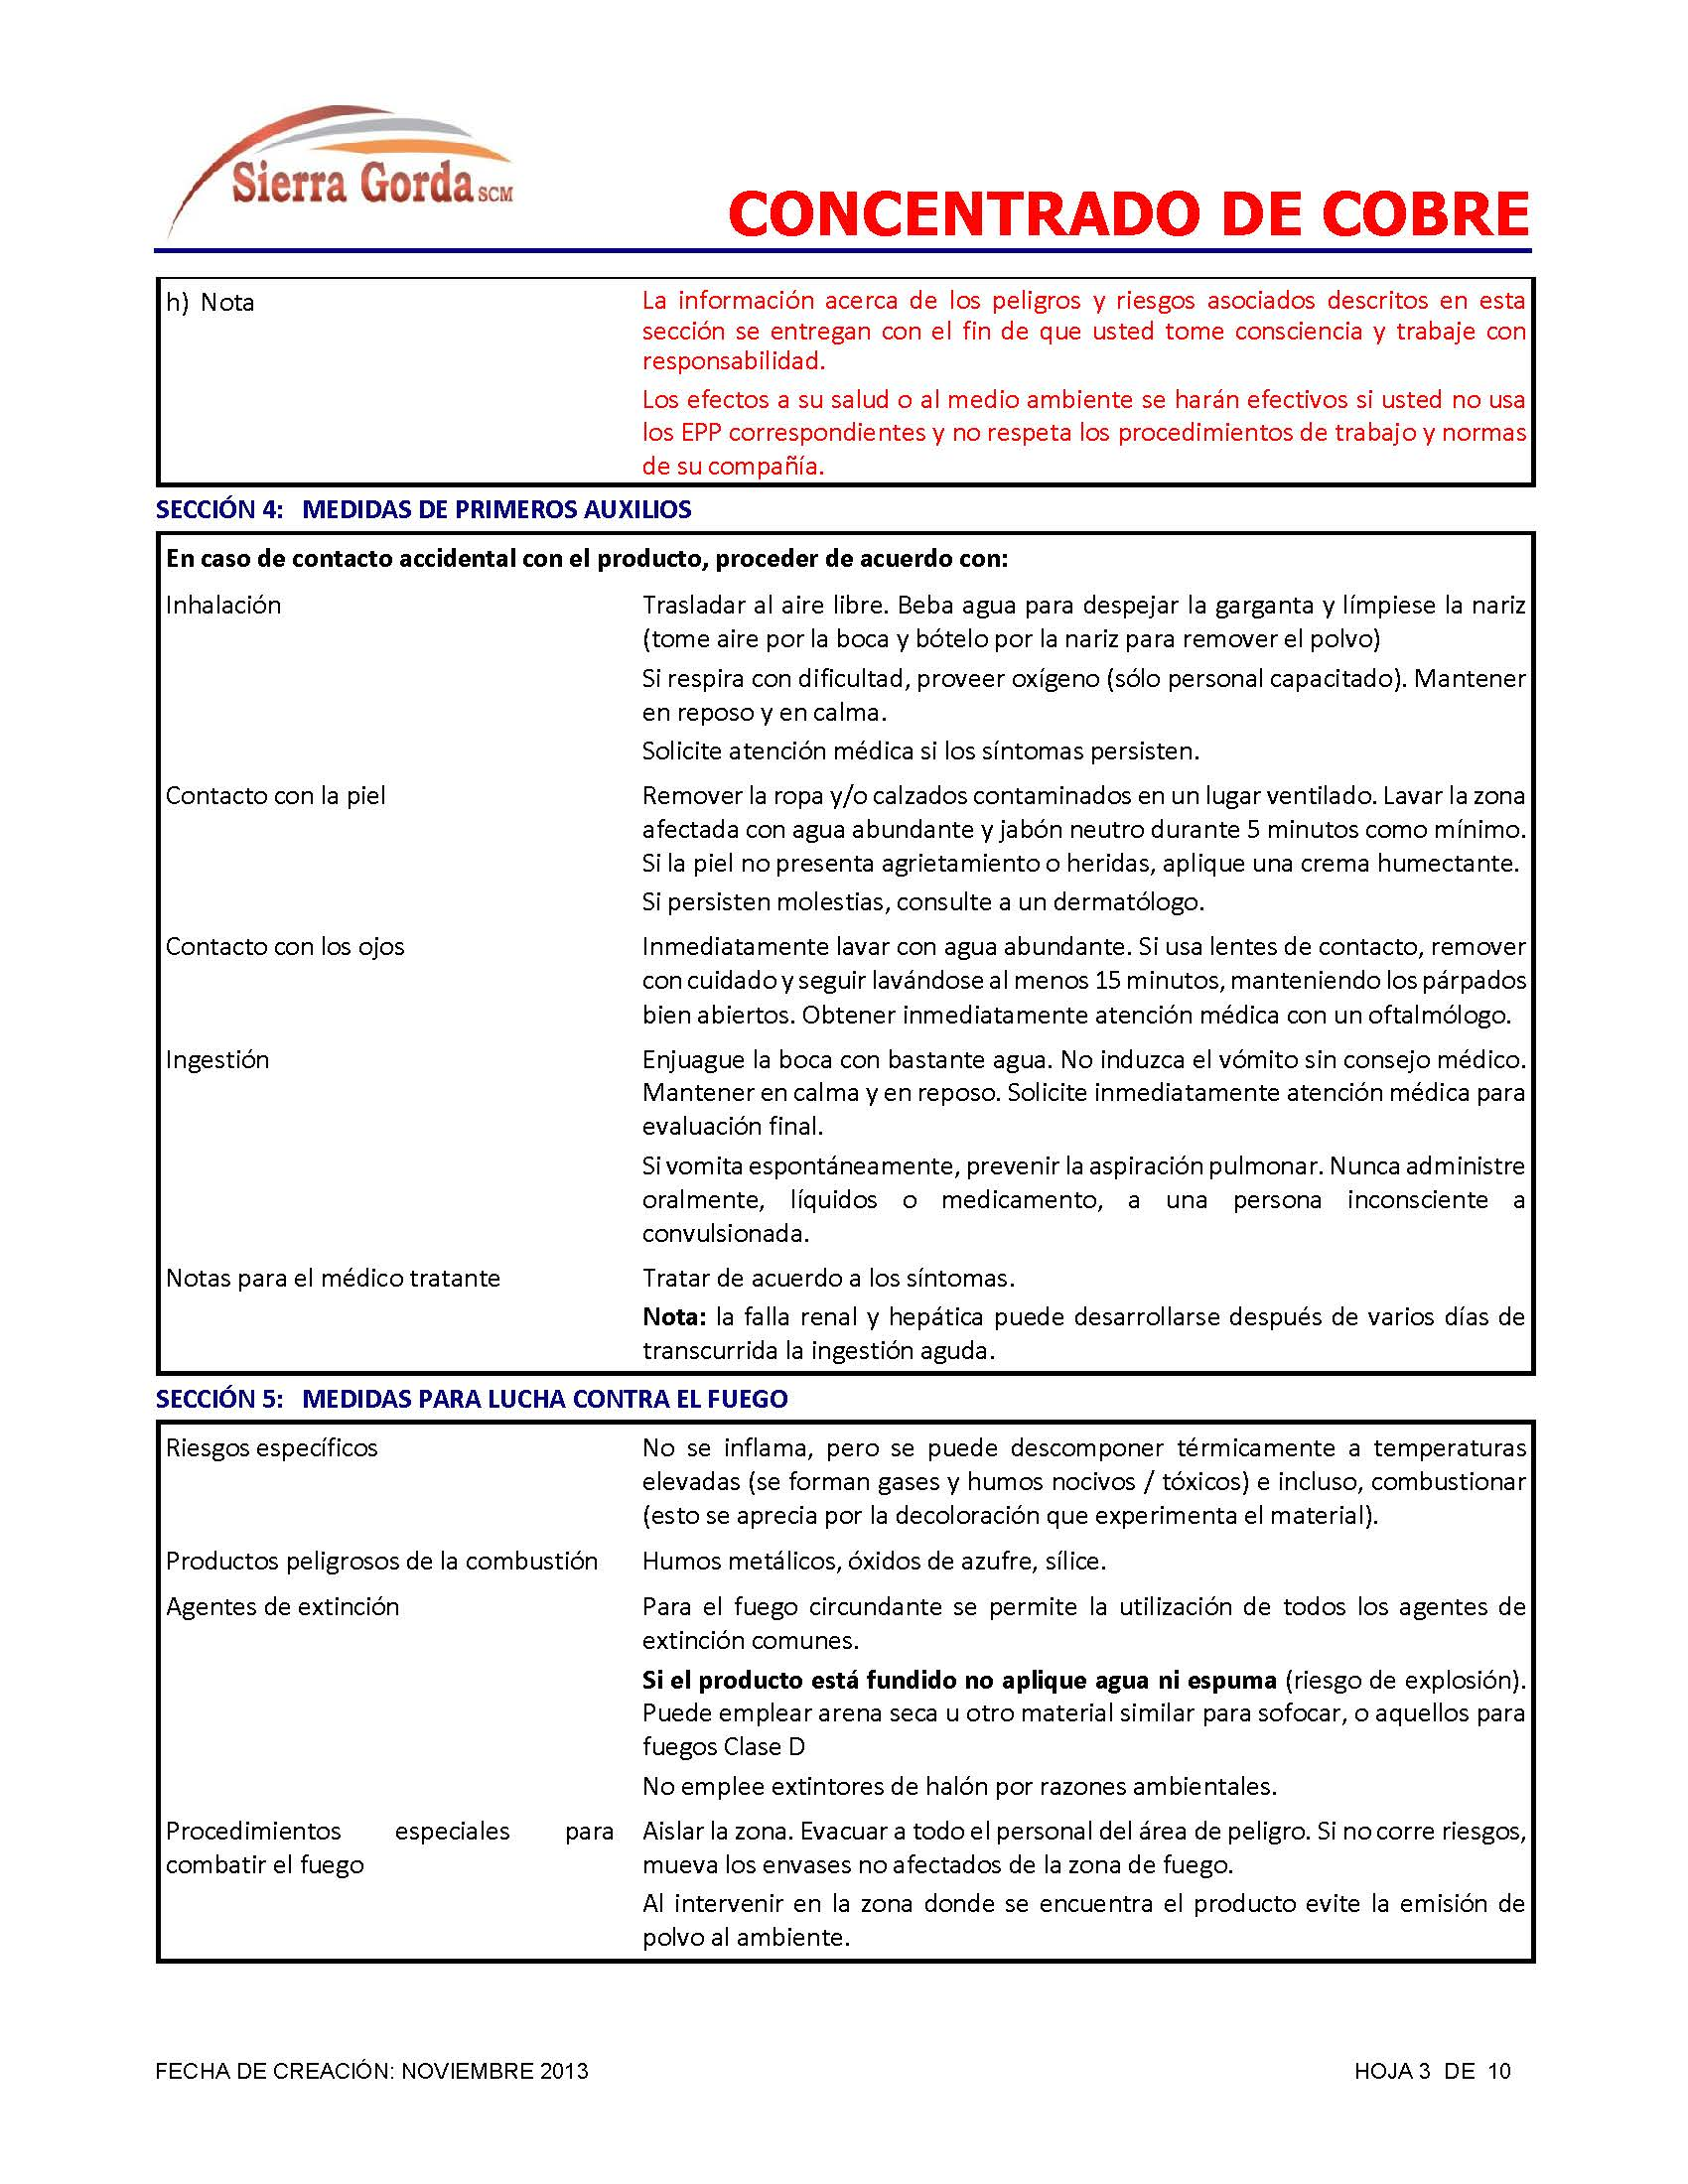 Sierra Gorda SCM
CONCENTRADO DE COBRE
h) Nota
La información acerca de los peligros y riesgos asociados descritos en esta
sección se entregan con el fin de que usted tome consciencia y trabaje con
responsabilidad.
Los efectos a su salud o al medio ambiente se harán efectivos si usted no usa
los EPP correspondientes y no respeta los procedimientos de trabajo y normas
de su compañía.
SECCIÓN 4: MEDIDAS DE PRIMEROS AUXILIOS
En caso de contacto accidental con el producto, proceder de acuerdo con:
Inhalación
Trasladar al aire libre. Beba agua para despejar la garganta y límpiese la nariz
(tome aire por la boca y bótelo por la nariz para remover el polvo)
Si respira con dificultad, proveer oxígeno (sólo personal capacitado). Mantener
en reposo y en calma.
Solicite atención médica si los síntomas persisten.
Contacto con la piel
Remover la ropa y/o calzados contaminados en un lugar ventilado. Lavar la zona
afectada con agua abundante y jabón neutro durante 5 minutos como mínimo.
Si la piel no presenta agrietamiento o heridas, aplique una crema humectante.
Si persisten molestias, consulte a un dermatólogo.
Contacto con los ojos
Inmediatamente lavar con agua abundante. Si usa lentes de contacto, remover
con cuidado y seguir lavándose al menos 15 minutos, manteniendo los párpados
bien abiertos. Obtener inmediatamente atención médica con un oftalmólogo.
Ingestión
Enjuague la boca con bastante agua. No induzca el vómito sin consejo médico.
Mantener en calma y en reposo. Solicite inmediatamente atención médica para
evaluación final.
Si vomita espontáneamente, prevenir la aspiración pulmonar. Nunca administre
oralmente, líquidos o medicamento, a una persona inconsciente a
convulsionada.
Notas para el médico tratante
Tratar de acuerdo a los síntomas.
Nota: la falla renal y hepática puede desarrollarse después de varios días de
transcurrida la ingestión aguda.
SECCIÓN 5: MEDIDAS PARA LUCHA CONTRA EL FUEGO
Riesgos específicos
No se inflama, pero se puede descomponer térmicamente a temperaturas
elevadas (se forman gases y humos nocivos / tóxicos) e incluso, combustionar
(esto se aprecia por la decoloración que experimenta el material).
Productos peligrosos de la combustión
Humos metálicos, óxidos de azufre, sílice.
Agentes de extinción
Para el fuego circundante se permite la utilización de todos los agentes de
extinción comunes.
Si el producto está fundido no aplique agua ni espuma (riesgo de explosión).
Puede emplear arena seca u otro material similar para sofocar, o aquellos para
fuegos Clase D
No emplee extintores de halón por razones ambientales.
Procedimientos especiales para
combatir el fuego
Aislar la zona. Evacuar a todo el personal del área de peligro. Si no corre riesgos,
mueva los envases no afectados de la zona de fuego.
Al intervenir en la zona donde se encuentra el producto evite la emisión de
polvo al ambiente.
FECHA DE CREACIÓN: NOVIEMBRE 2013
HOJA 3 DE 10